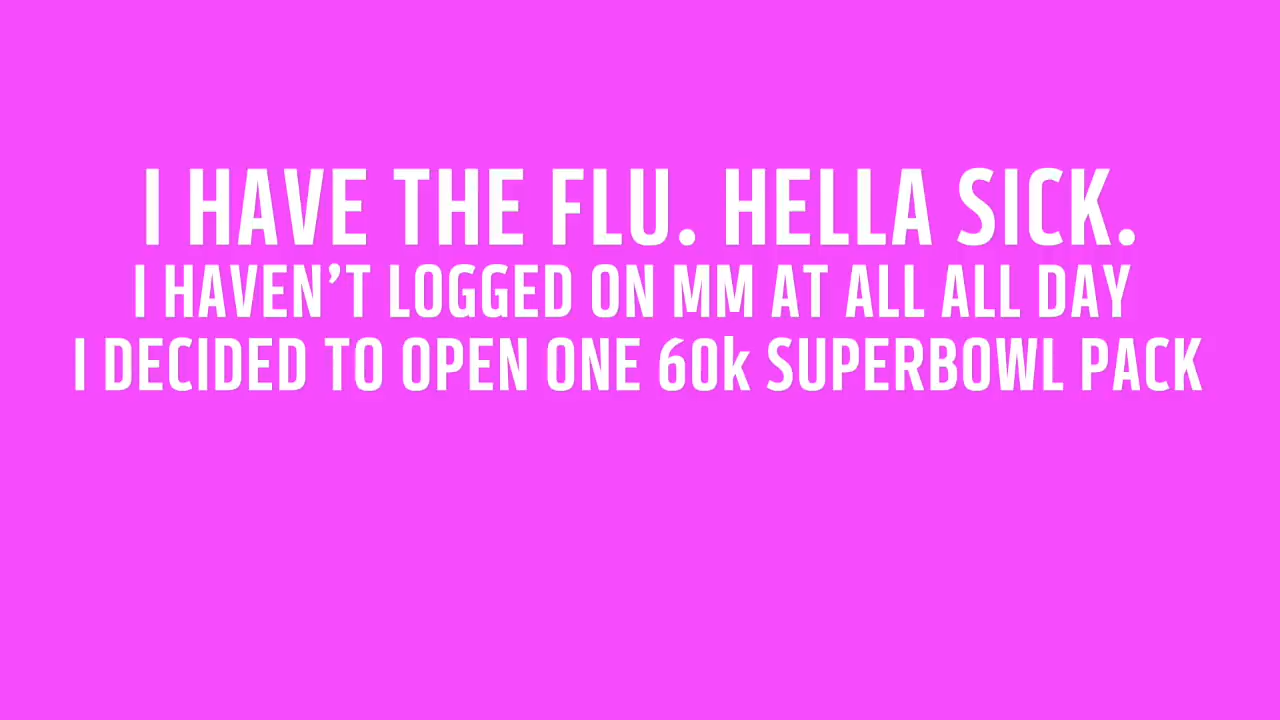 I HAVE THE FLU. HELLA SICK.
I HAVEN’T LOGGED ON MM AT ALL ALL DAY
I DECIDED TO OPEN ONE 60k SUPERBOWL PACK